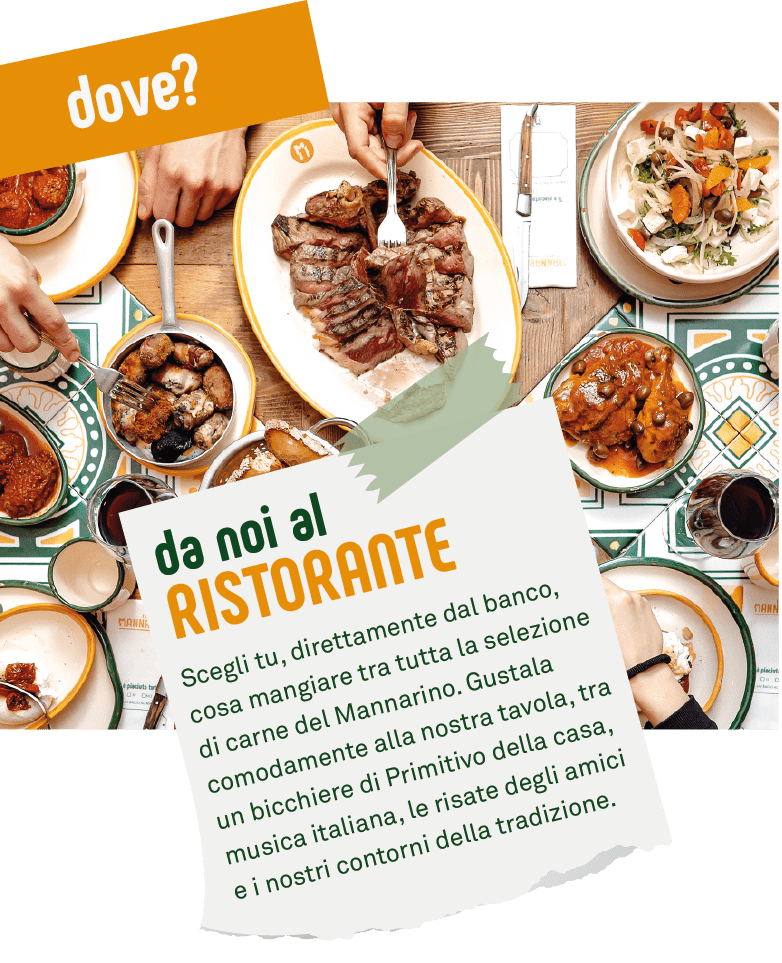 dove?
M
MANNAR
da noi al
RISTORANTE
Scegli tu, direttamente dal banco,
cosa mangiare tra tutta la selezione
di carne del Mannarino. Gustala
comodamente alla nostra tavola, tra
un bicchiere di Primitivo della casa,
musica italiana, le risate degli amici
e i nostri contorni della tradizione.